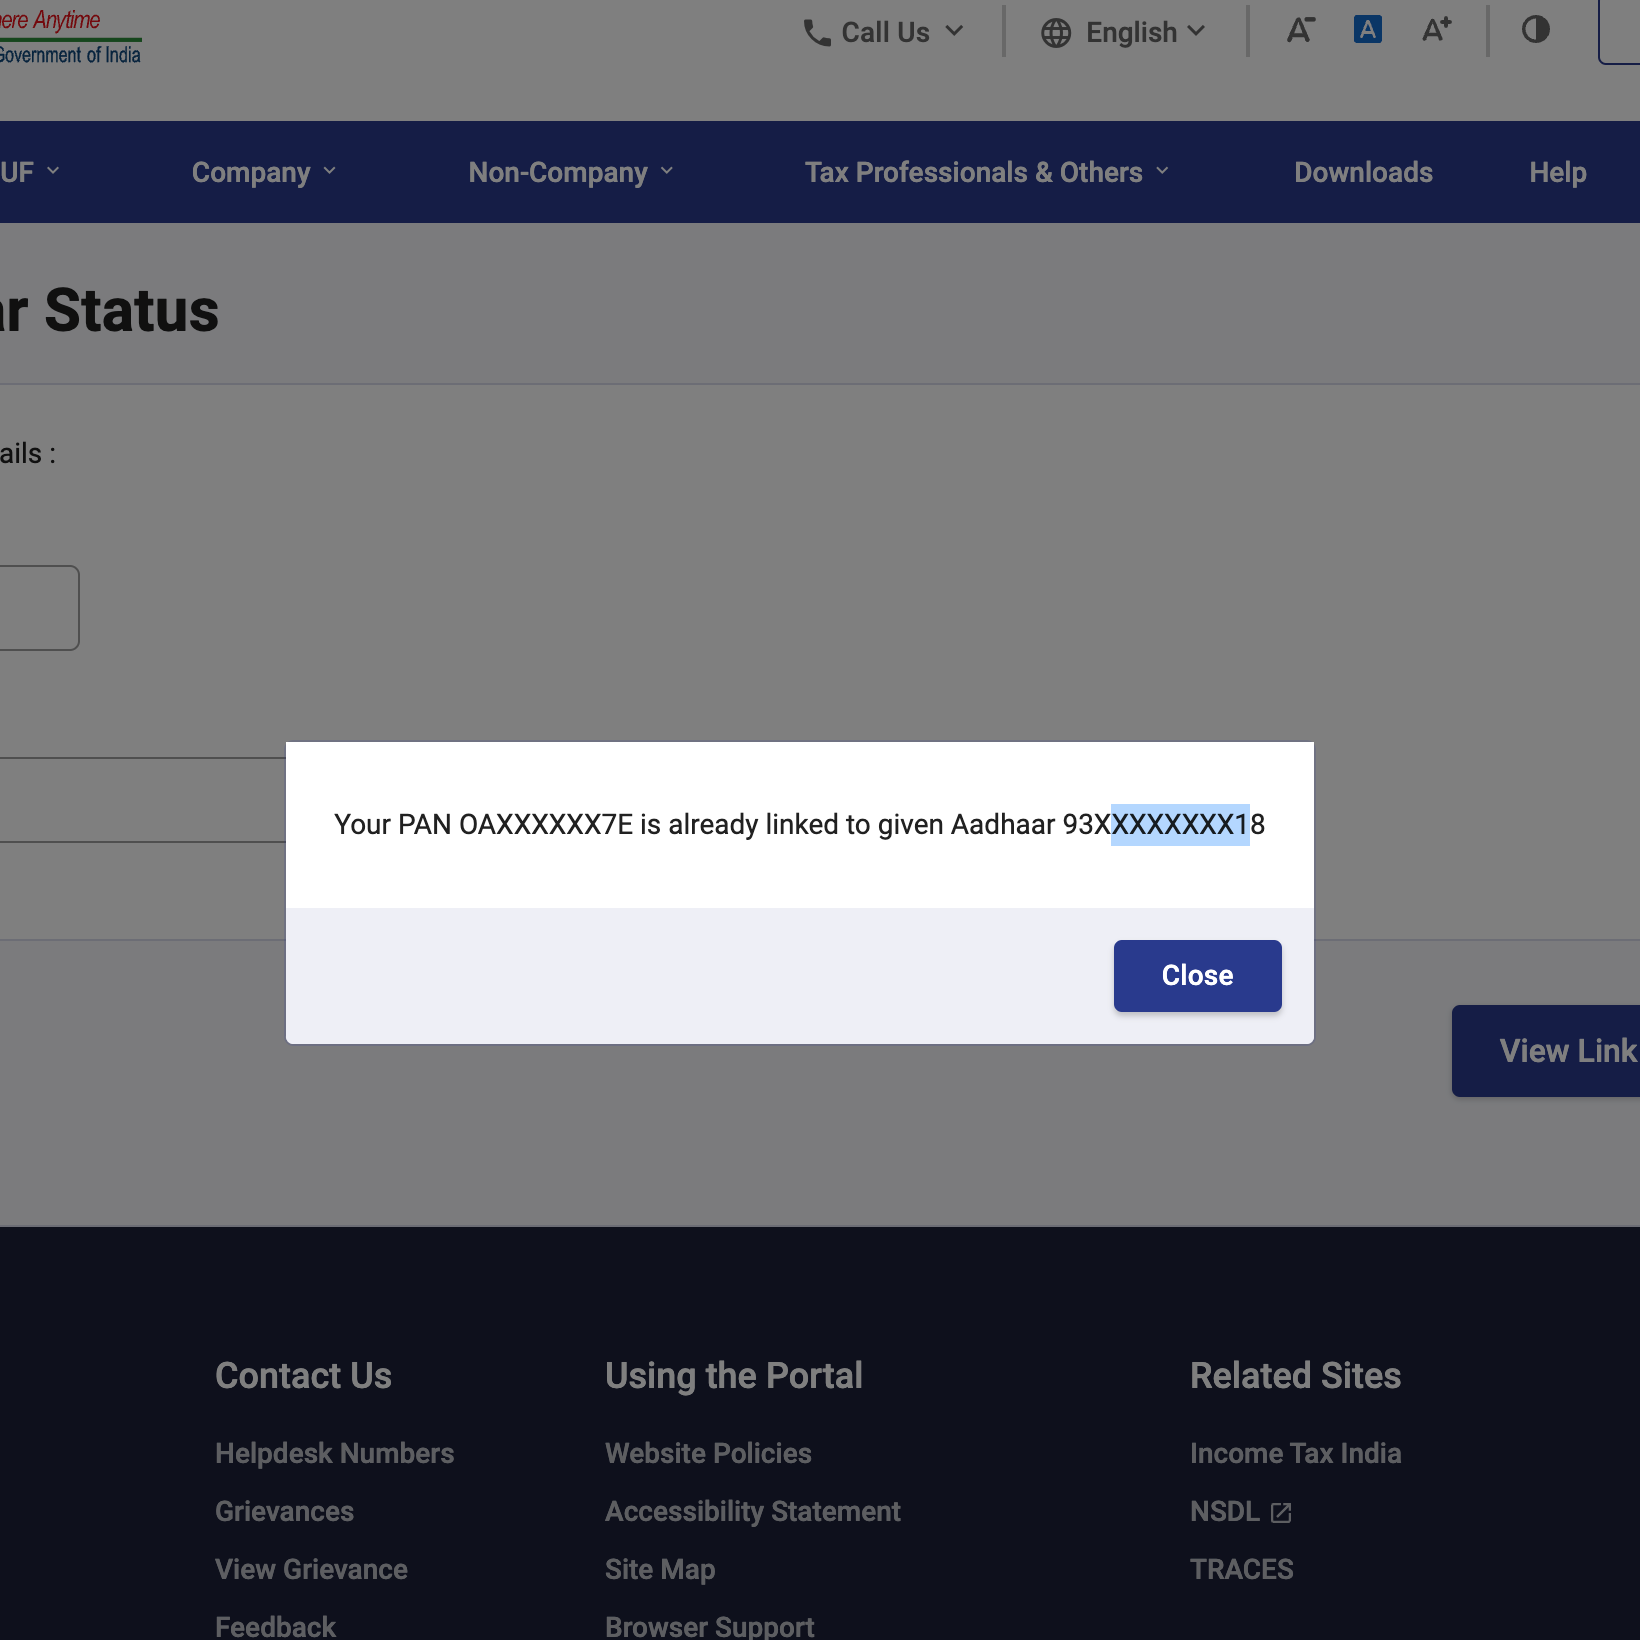 ere Anytime
Government of India
Call Us
English
A-
A
A+
UF
Company
Non-Company
Tax Professionals & Others
Downloads
Help
ar Status
ails :
Your PAN OAXXXXXX7E is already linked to given Aadhaar 93XXXXXXXX18
Close
View Link
Contact Us
Using the Portal
Related Sites
Helpdesk Numbers
Website Policies
Income Tax India
Grievances
Accessibility Statement
NSDL
View Grievance
Site Map
TRACES
Feedback
Browser Support